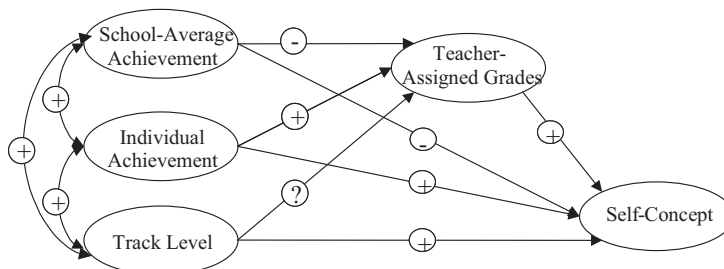 School-Average
Achievement
-
Teacher-
Assigned Grades
+
+
+
Individual
Achievement
-
+
+
+
?
Self-Concept
Track Level
+